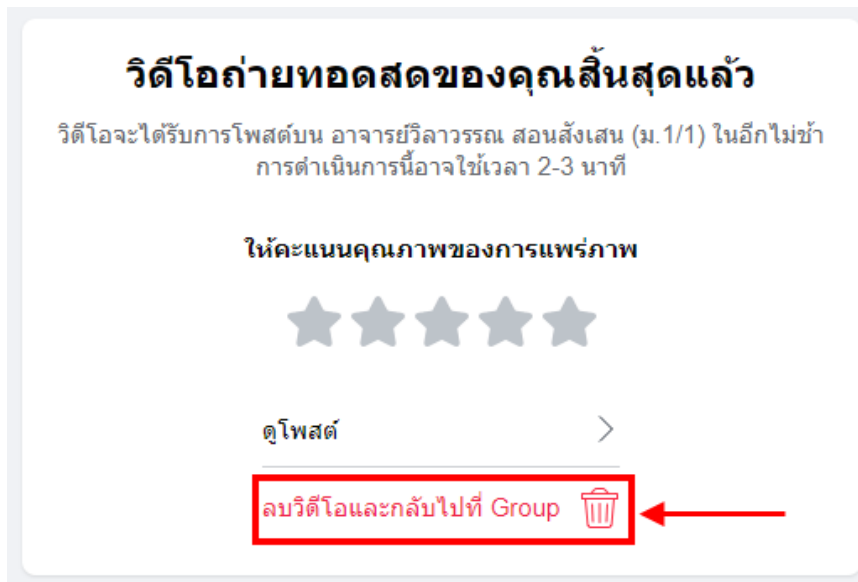 วิดีโอถ่ายทอดสดของคุณสิ้นสุดแล้ว
วิดีโอจะได้รับการโพสต์บน อาจารย์วิลาวรรณ สอนสังเสน (ม.1/1) ในอีกไม่ช้า
การดำเนินการนี้อาจใช้เวลา 2-3 นาที
ให้คะแนนคุณภาพของการแพร่ภาพ
ดูโพสต์
ลบวิดีโอและกลับไปที่ Group